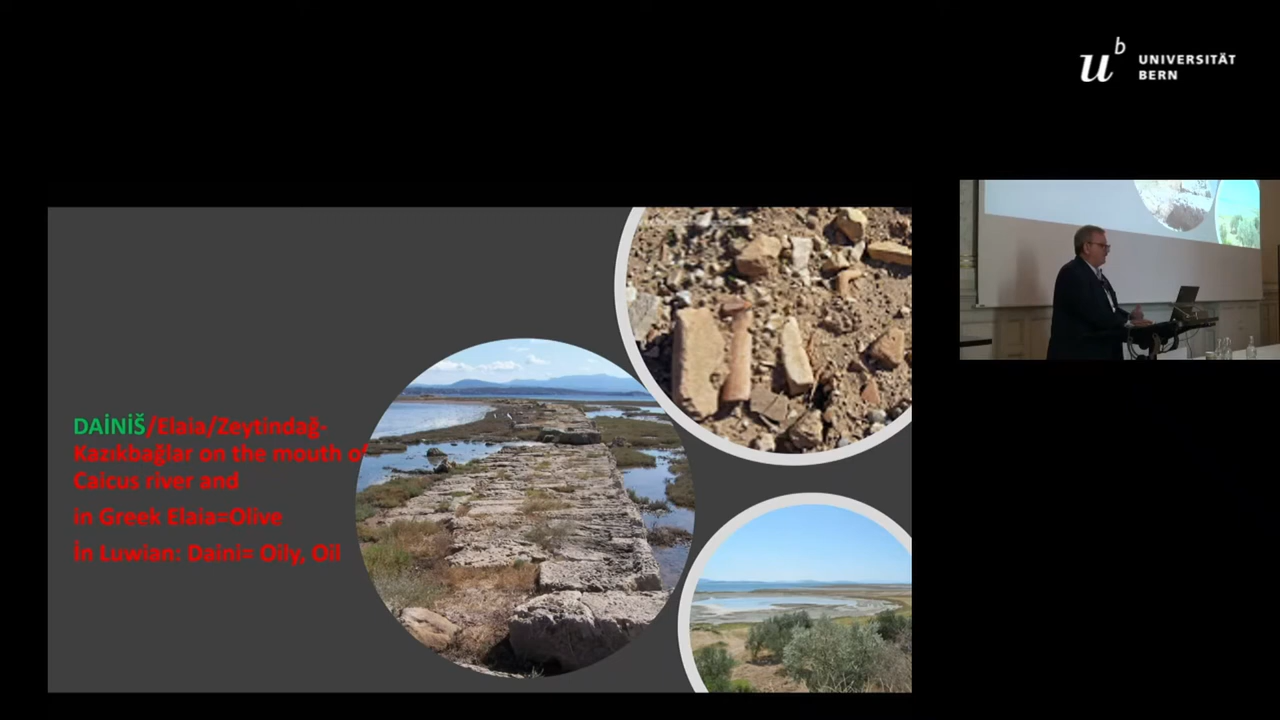 u
b
UNIVERSITÄT
BERN
DAİNİŠ/Elaia/Zeytindağ-
Kazıkbağlar on the mouth of
Caicus river and
in Greek Elaia=Olive
İn Luwian: Daini= Oily, Oil